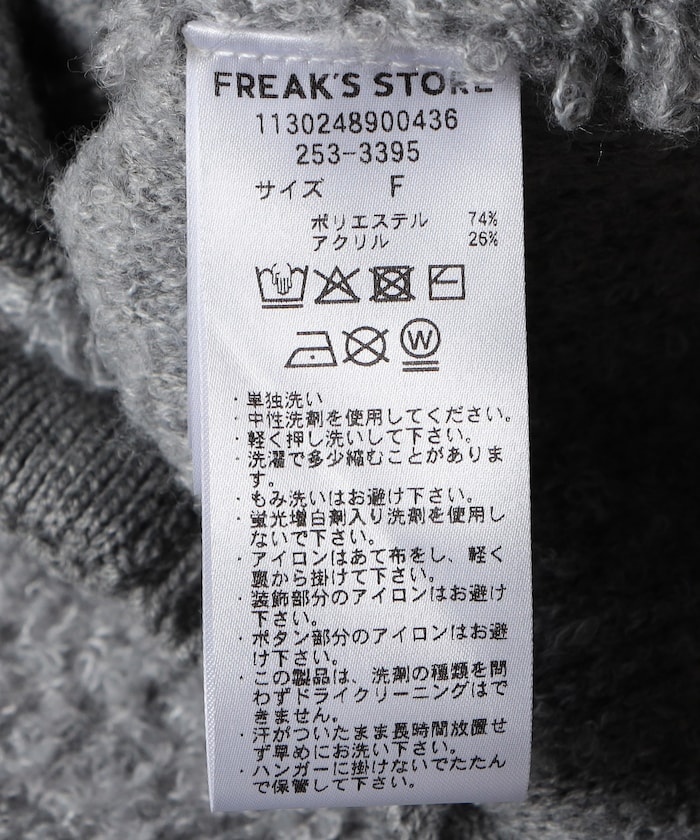 FREAK'S STORE
1130248900436
253-3395
サイズ F
ポリエステル 74%
アクリル 26%
W
・単独洗い
・中性洗剤を使用してください。
・軽く押し洗いして下さい。
・洗濯で多少縮むことがありま
す。
・もみ洗いはお避け下さい。
・蛍光増白剤入り洗剤を使用し
ないで下さい。
・アイロンはあて布をし、軽く
裏から掛けて下さい。
・装飾部分のアイロンはお避け
下さい。
・ボタン部分のアイロンはお避
け下さい。
・この製品は、洗剤の種類を問
わずドライクリーニングはで
きません。
・汗がついたまま長時間放置せ
ず早めにお洗い下さい。
・ハンガーに掛けないでたたん
で保管して下さい。